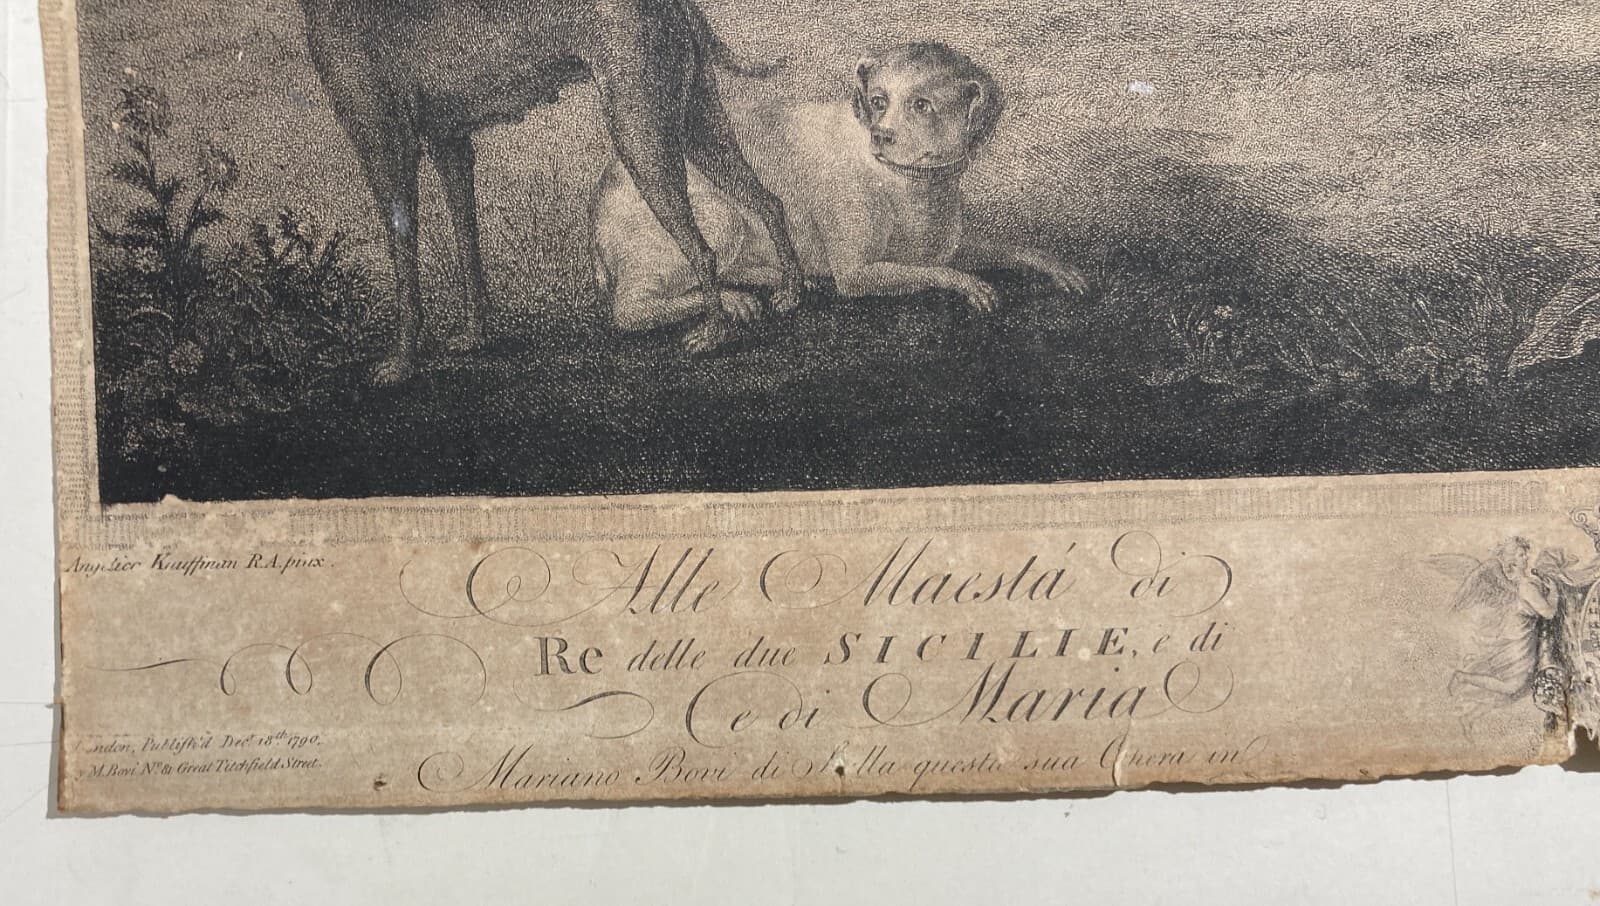 Angelica Kauffman R.A. pinx.
Alle Maestá di
Re delle due SICILIE, e di
e di Maria
London, Publish'd Decr. 18th. 1790.
M. Bovi No. 81 Great Titchfield Street.
Mariano Bovi di questa sua Opera in